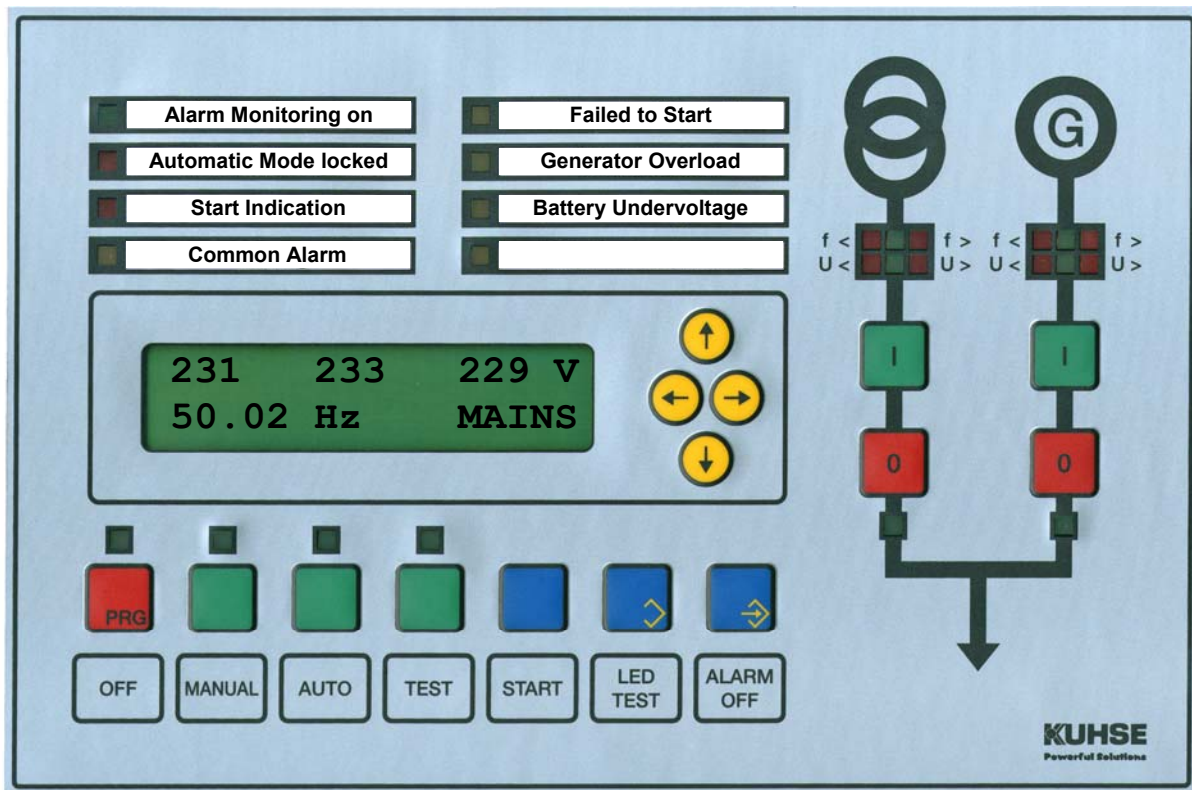 Alarm Monitoring on
Automatic Mode locked
Start Indication
Common Alarm
Failed to Start
Generator Overload
Battery Undervoltage
G
f < f >
U < U >
f < f >
U < U >
231 233 229 V
50.02 Hz MAINS
I
I
0
0
PRG
OFF
MANUAL
AUTO
TEST
START
LED
TEST
ALARM
OFF
KUHSE
Powerful Solutions